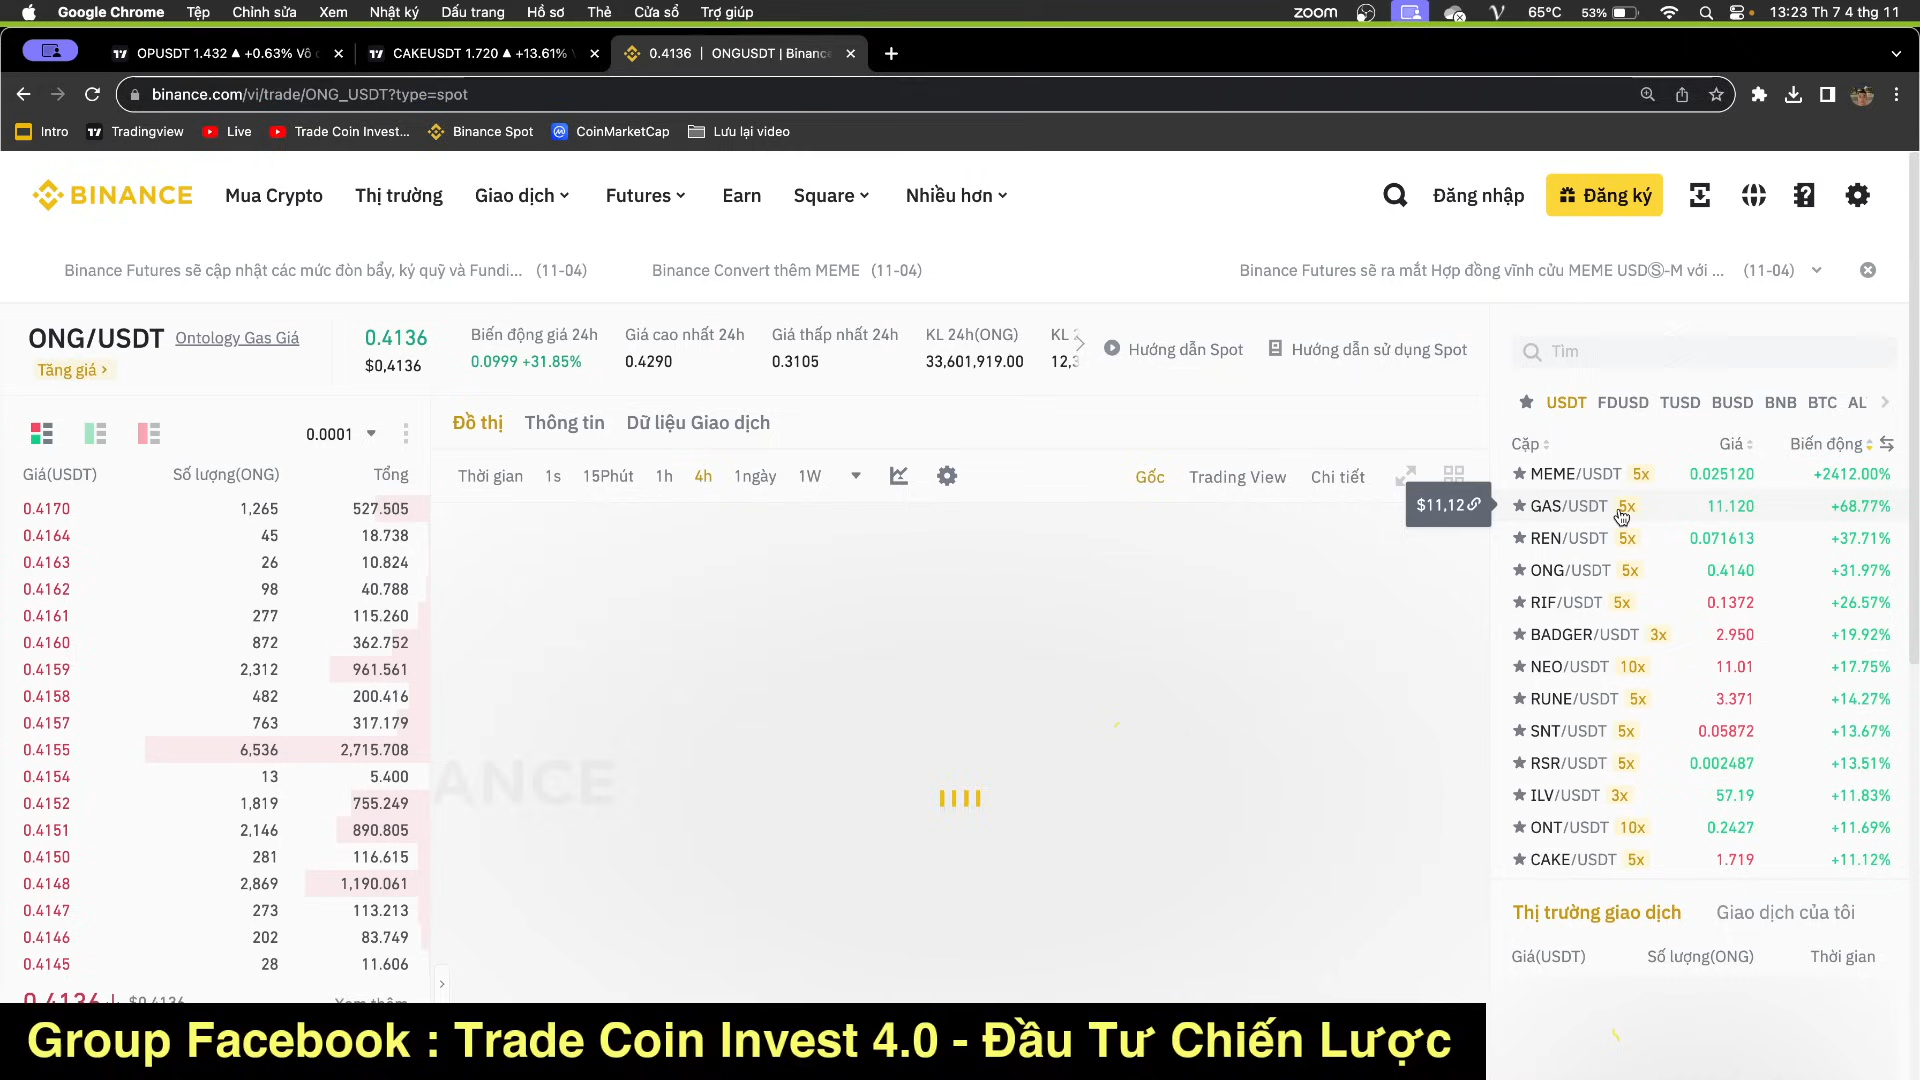 Google Chrome Tệp Chỉnh sửa Xem Nhật ký Dấu trang Hồ sơ Thẻ Cửa sổ Trợ giúp zoom 65°C 53% 13:23 Th 7 4 thg 11
OPUSDT 1.432 ▲ +0.63% Vô CAKEUSDT 1.720 ▲ +13.61% 0.4136 | ONGUSDT | Binance
binance.com/vi/trade/ONG_USDT?type=spot
Intro Tradingview Live Trade Coin Invest... Binance Spot CoinMarketCap Lưu lại video
BINANCE Mua Crypto Thị trường Giao dịch Futures Earn Square Nhiều hơn Đăng nhập Đăng ký
Binance Futures sẽ cập nhật các mức đòn bẩy, ký quỹ và Fundi... (11-04) Binance Convert thêm MEME (11-04) Binance Futures sẽ ra mắt Hợp đồng vĩnh cửu MEME USDⓈ-M với ... (11-04)
ONG/USDT Ontology Gas Giá
Tăng giá
0.4136
$0,4136
Biến động giá 24h
0.0999 +31.85%
Giá cao nhất 24h
0.4290
Giá thấp nhất 24h
0.3105
KL 24h(ONG)
33,601,919.00
KL 2
12,3
Hướng dẫn Spot Hướng dẫn sử dụng Spot
0.0001
Giá(USDT) Số lượng(ONG) Tổng
0.4170 1,265 527.505
0.4164 45 18.738
0.4163 26 10.824
0.4162 98 40.788
0.4161 277 115.260
0.4160 872 362.752
0.4159 2,312 961.561
0.4158 482 200.416
0.4157 763 317.179
0.4155 6,536 2,715.708
0.4154 13 5.400
0.4152 1,819 755.249
0.4151 2,146 890.805
0.4150 281 116.615
0.4148 2,869 1,190.061
0.4147 273 113.213
0.4146 202 83.749
0.4145 28 11.606
0.4136 $0.4136 Xem thêm
Đồ thị Thông tin Dữ liệu Giao dịch
Thời gian 1s 15Phút 1h 4h 1ngày 1W Gốc Trading View Chi tiết
$11,12
ANCE
Tìm
USDT FDUSD TUSD BUSD BNB BTC AL
Cặp Giá Biến động
MEME/USDT 5x 0.025120 +2412.00%
GAS/USDT 5x 11.120 +68.77%
REN/USDT 5x 0.071613 +37.71%
ONG/USDT 5x 0.4140 +31.97%
RIF/USDT 5x 0.1372 +26.57%
BADGER/USDT 3x 2.950 +19.92%
NEO/USDT 10x 11.01 +17.75%
RUNE/USDT 5x 3.371 +14.27%
SNT/USDT 5x 0.05872 +13.67%
RSR/USDT 5x 0.002487 +13.51%
ILV/USDT 3x 57.19 +11.83%
ONT/USDT 10x 0.2427 +11.69%
CAKE/USDT 5x 1.719 +11.12%
Thị trường giao dịch Giao dịch của tôi
Giá(USDT) Số lượng(ONG) Thời gian
Group Facebook : Trade Coin Invest 4.0 - Đầu Tư Chiến Lược